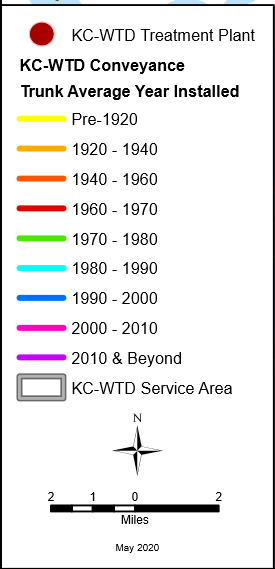 KC-WTD Treatment Plant
KC-WTD Conveyance
Trunk Average Year Installed
Pre-1920
1920 - 1940
1940 - 1960
1960 - 1970
1970 - 1980
1980 - 1990
1990 - 2000
2000 - 2010
2010 & Beyond
KC-WTD Service Area
N
2 1 0 2
Miles
May 2020